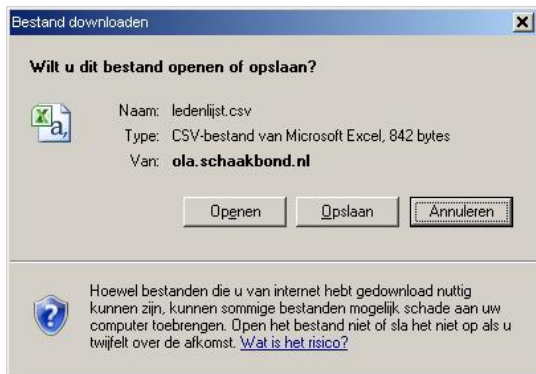 Bestand downloaden
Wilt u dit bestand openen of opslaan?
Naam: ledenlijst.csv
Type: CSV-bestand van Microsoft Excel, 842 bytes
Van: ola.schaakbond.nl
Openen Opslaan Annuleren
Hoewel bestanden die u van internet hebt gedownload nuttig
kunnen zijn, kunnen sommige bestanden mogelijk schade aan uw
computer toebrengen. Open het bestand niet of sla het niet op als u
twijfelt over de afkomst. Wat is het risico?